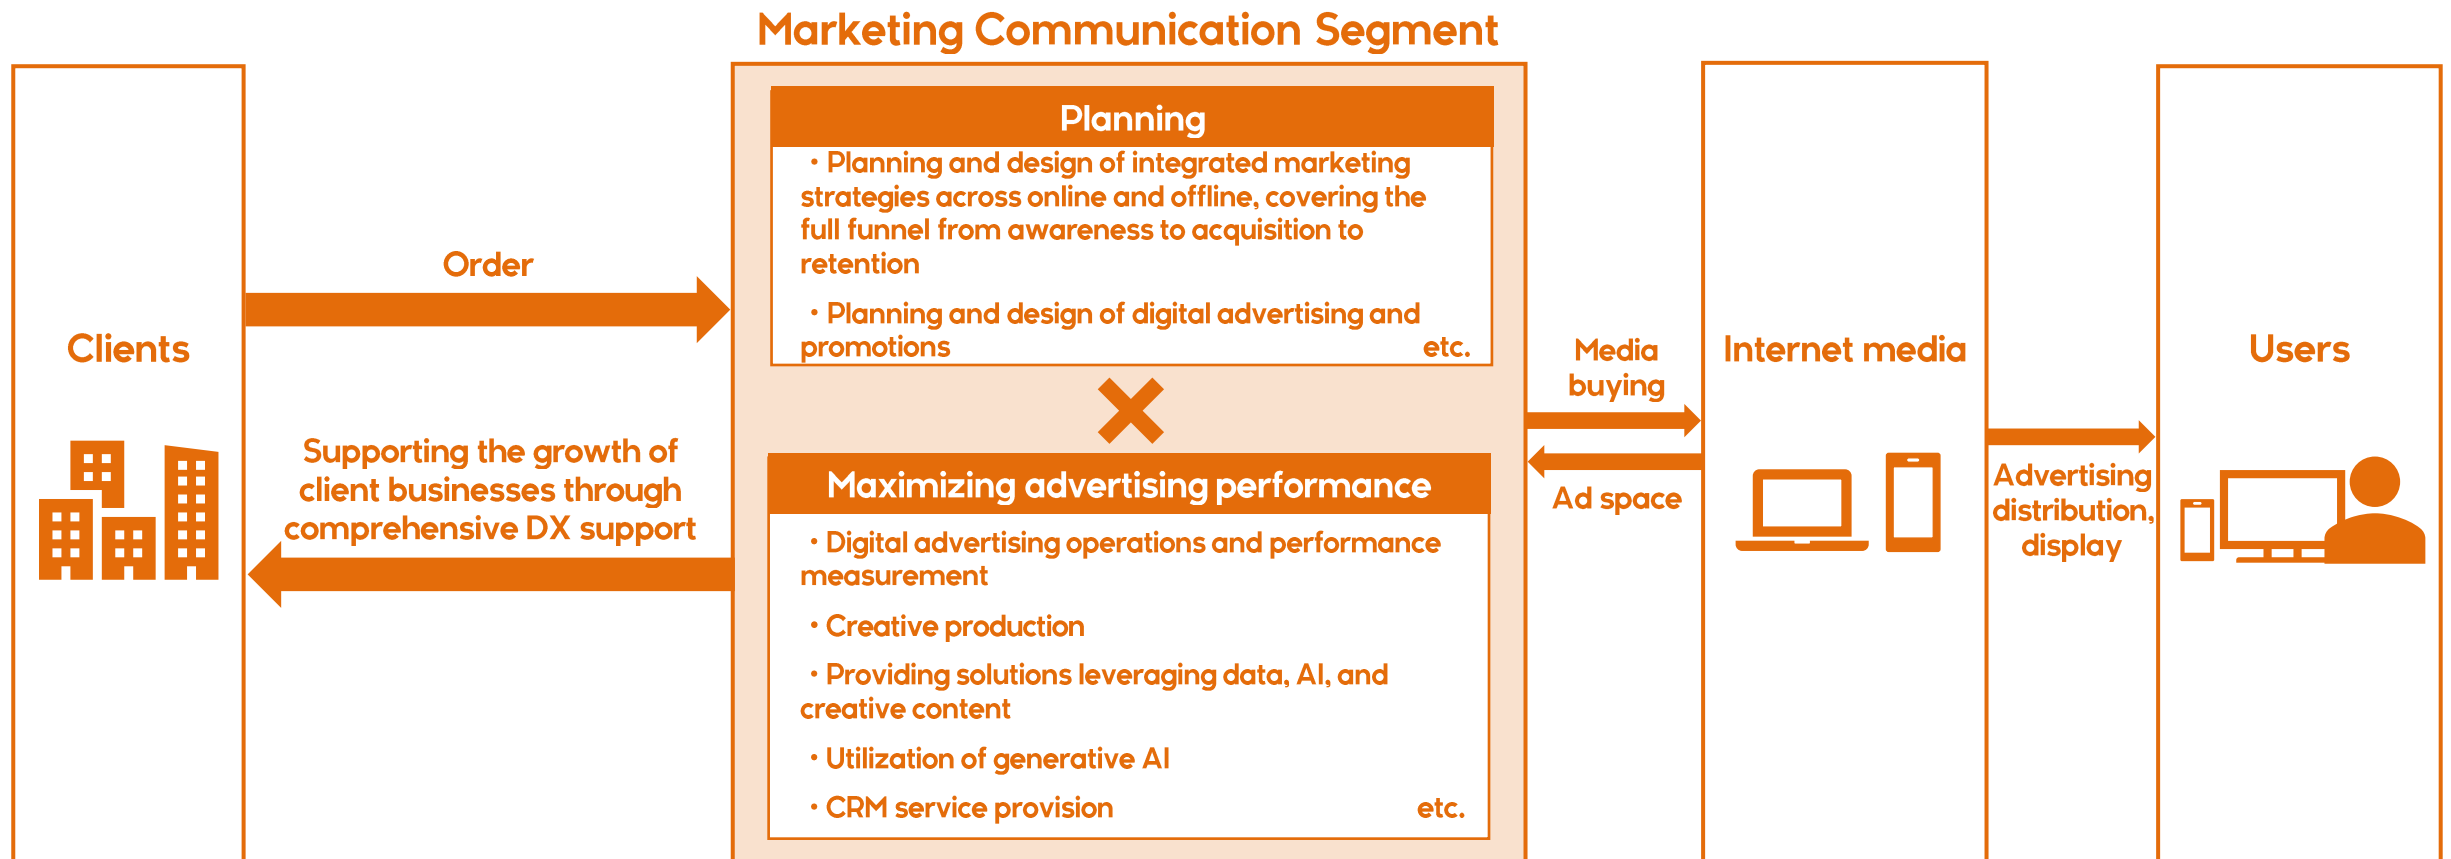 Marketing Communication Segment
Clients
Order
Supporting the growth of
client businesses through
comprehensive DX support
Planning
・Planning and design of integrated marketing
strategies across online and offline, covering the
full funnel from awareness to acquisition to
retention
・Planning and design of digital advertising and
promotions etc.
Maximizing advertising performance
・Digital advertising operations and performance
measurement
・Creative production
・Providing solutions leveraging data, AI, and
creative content
・Utilization of generative AI
・CRM service provision etc.
Media
buying
Ad space
Internet media
Advertising
distribution,
display
Users